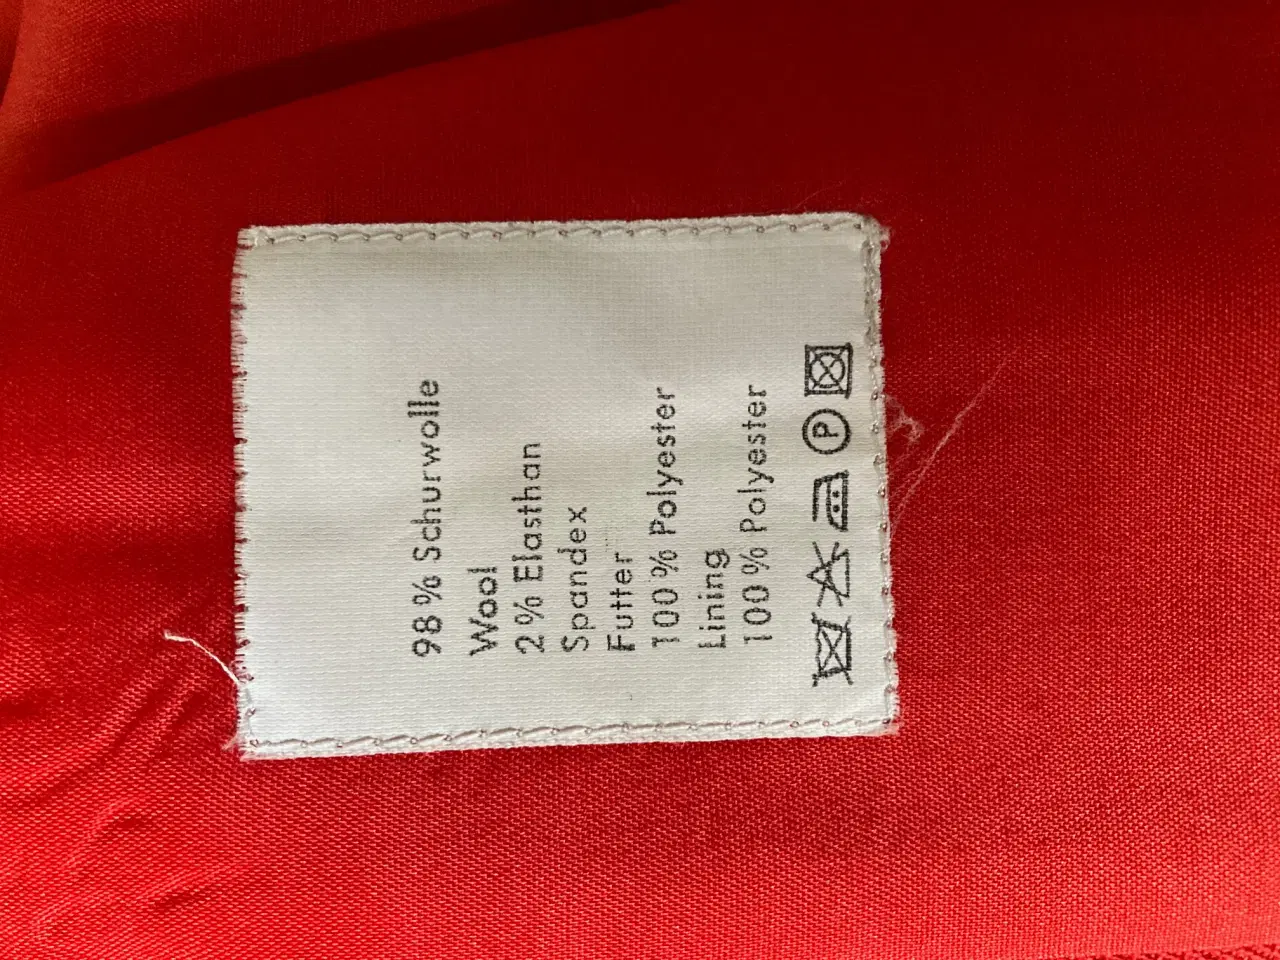 98 % Schurwolle
Wool
2 % Elasthan
Spandex
Futter
100 % Polyester
Lining
100 % Polyester
P